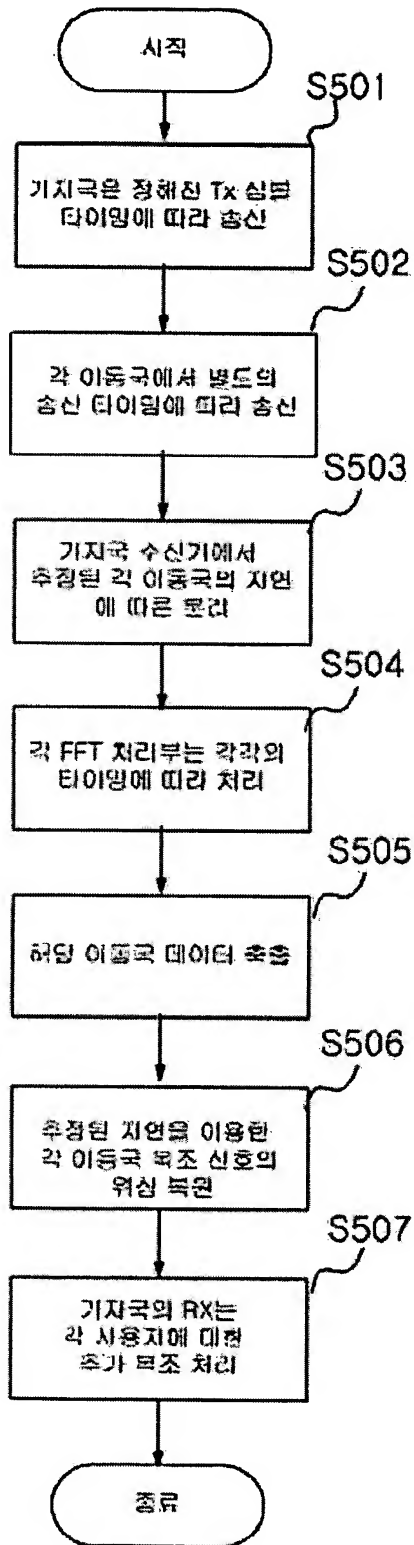 시작
S501
기지국은 정해진 Tx 심볼
타이밍에 따라 송신
S502
각 이동국에서 별도의
송신 타이밍에 따라 송신
S503
기지국 수신기에서
추정된 각 이동국의 지연
에 따른 분리
S504
각 FFT 처리부는 각각의
타이밍에 따라 처리
S505
해당 이동국 데이터 추출
S506
추정된 지연을 이용한
각 이동국 복조 신호의
위상 복원
S507
기지국의 RX는
각 사용자에 대한
추가 복조 처리
종료